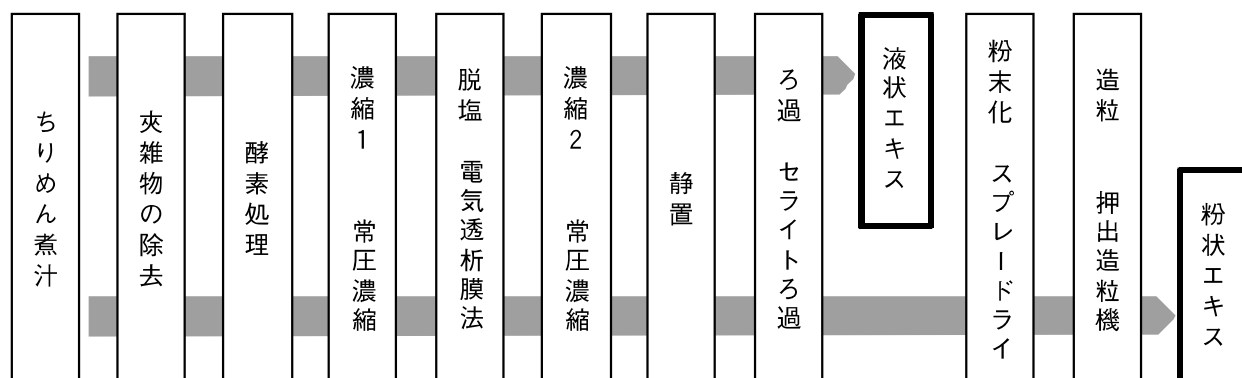 ちりめん煮汁
夾雑物の除去
酵素処理
濃縮1 常圧濃縮
脱塩 電気透析膜法
濃縮2 常圧濃縮
静置
ろ過 セライトろ過
液状エキス
粉末化 スプレードライ
造粒 押出造粒機
粉状エキス